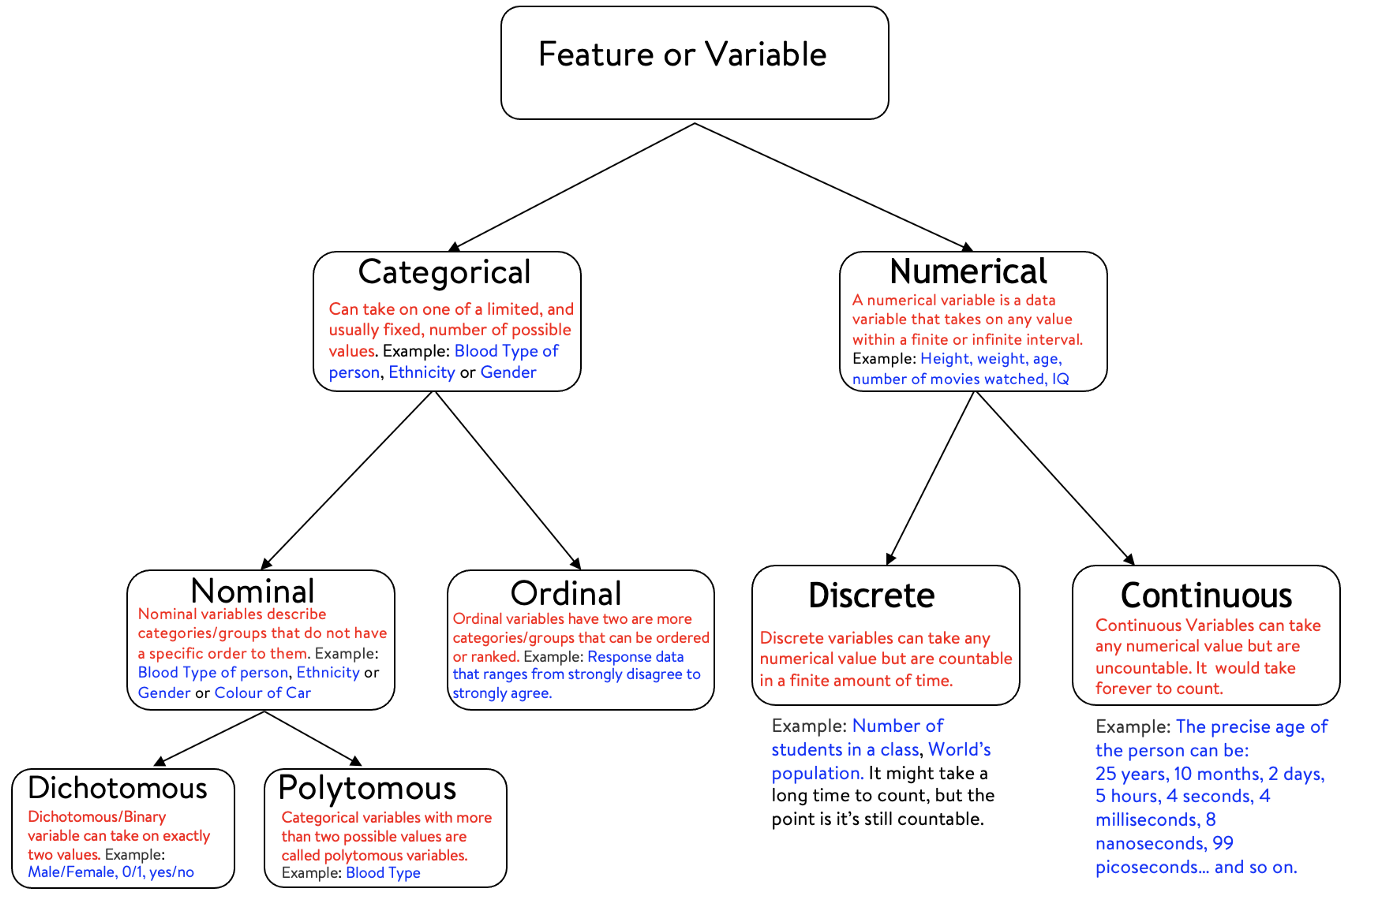 Feature or Variable
Categorical
Can take on one of a limited, and
usually fixed, number of possible
values. Example: Blood Type of
person, Ethnicity or Gender
Numerical
A numerical variable is a data
variable that takes on any value
within a finite or infinite interval.
Example: Height, weight, age,
number of movies watched, IQ
Nominal
Nominal variables describe
categories/groups that do not have
a specific order to them. Example:
Blood Type of person, Ethnicity or
Gender or Colour of Car
Ordinal
Ordinal variables have two are more
categories/groups that can be ordered
or ranked. Example: Response data
that ranges from strongly disagree to
strongly agree.
Discrete
Discrete variables can take any
numerical value but are countable
in a finite amount of time.
Example: Number of
students in a class, World's
population. It might take a
long time to count, but the
point is it's still countable.
Continuous
Continuous Variables can take
any numerical value but are
uncountable. It would take
forever to count.
Example: The precise age of
the person can be:
25 years, 10 months, 2 days,
5 hours, 4 seconds, 4
milliseconds, 8
nanoseconds, 99
picoseconds... and so on.
Dichotomous
Dichotomous/Binary
variable can take on exactly
two values. Example:
Male/Female, 0/1, yes/no
Polytomous
Categorical variables with more
than two possible values are
called polytomous variables.
Example: Blood Type